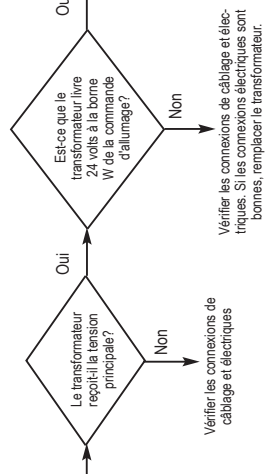 Le transformateur
reçoit-il la tension
principale?
Oui
Non
Vérifier les connexions de
câblage et électriques
Est-ce que le
transformateur livre
24 volts à la borne
W de la commande
d'allumage?
Non
Vérifier les connexions de câblage et élec-
triques. Si les connexions électriques sont
bonnes, remplacer le transformateur.